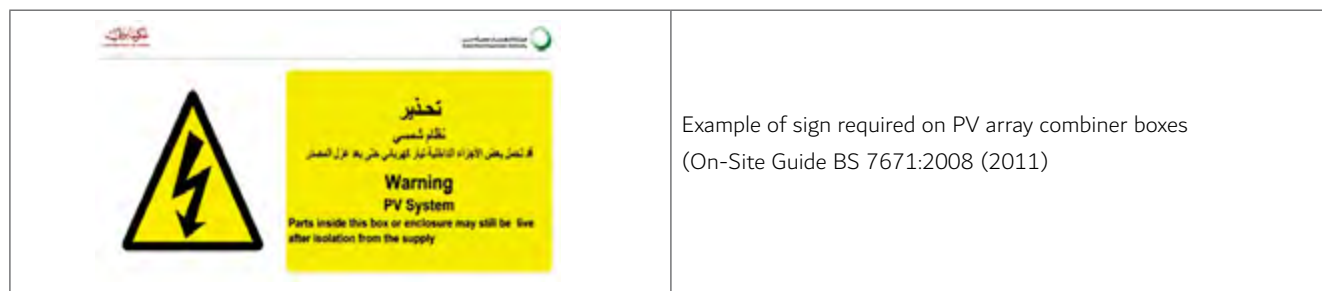 تحذير
نظام شمسي
قد تحمل بعض الأجزاء الداخلية تيار كهربائي حتى بعد عزل المصدر
Warning
PV System
Parts inside this box or enclosure may still be live
after isolation from the supply
Example of sign required on PV array combiner boxes
(On-Site Guide BS 7671:2008 (2011)